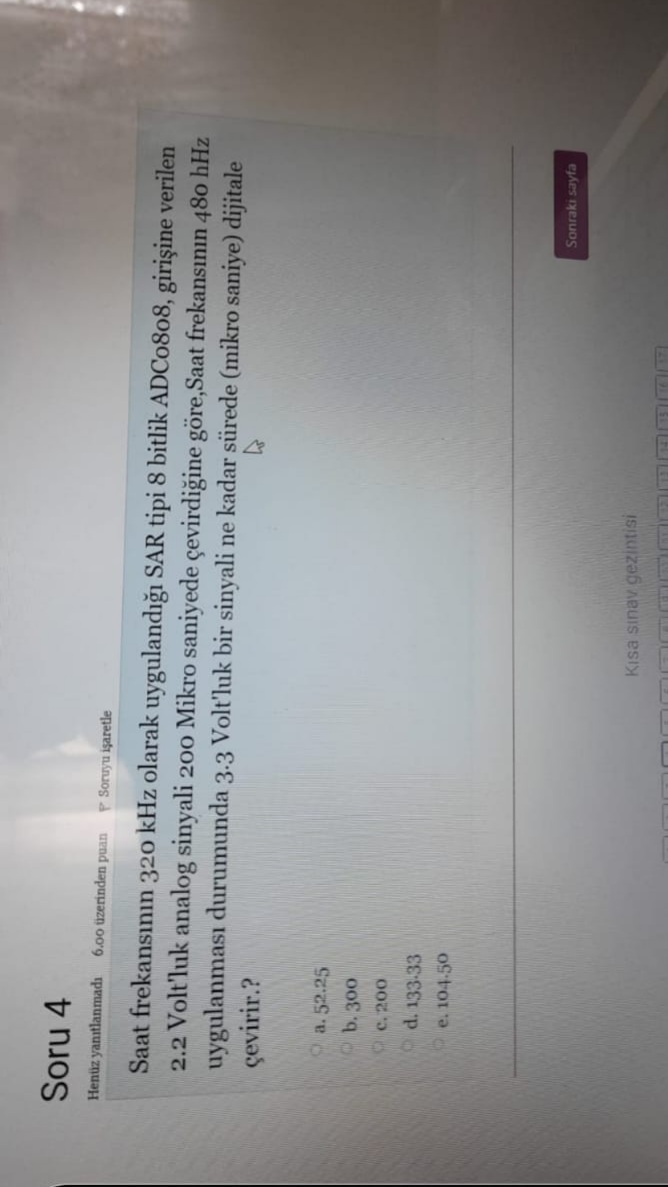 Soru 4
Henüz yanıtlanmadı 6.00 üzerinden puan Soruyu işaretle
Saat frekansının 320 kHz olarak uygulandığı SAR tipi 8 bitlik ADC0808, girişine verilen
2.2 Volt'luk analog sinyali 200 Mikro saniyede çevirdiğine göre,Saat frekansının 480 hHz
uygulanması durumunda 3.3 Volt'luk bir sinyali ne kadar sürede (mikro saniye) dijitale
çevirir.?
a. 52.25
b. 300
c. 200
d. 133.33
e. 104.50
Sonraki sayfa
Kısa sınav gezintisi